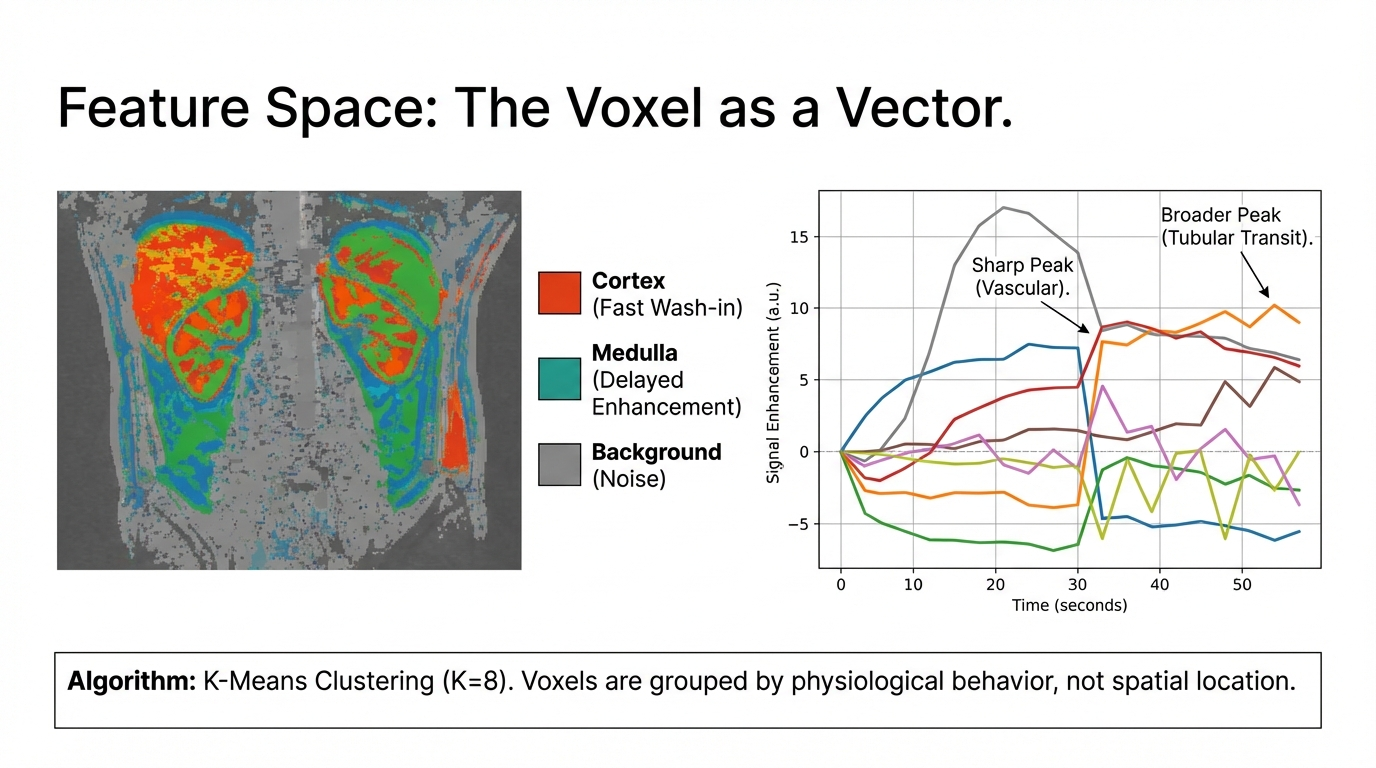 Feature Space: The Voxel as a Vector.
Cortex
(Fast Wash-in)
Medulla
(Delayed
Enhancement)
Background
(Noise)
Signal Enhancement (a.u.)
15
10
5
0
−5
Sharp Peak
(Vascular).
Broader Peak
(Tubular Transit).
0 10 20 30 40 50
Time (seconds)
Algorithm: K-Means Clustering (K=8). Voxels are grouped by physiological behavior, not spatial location.